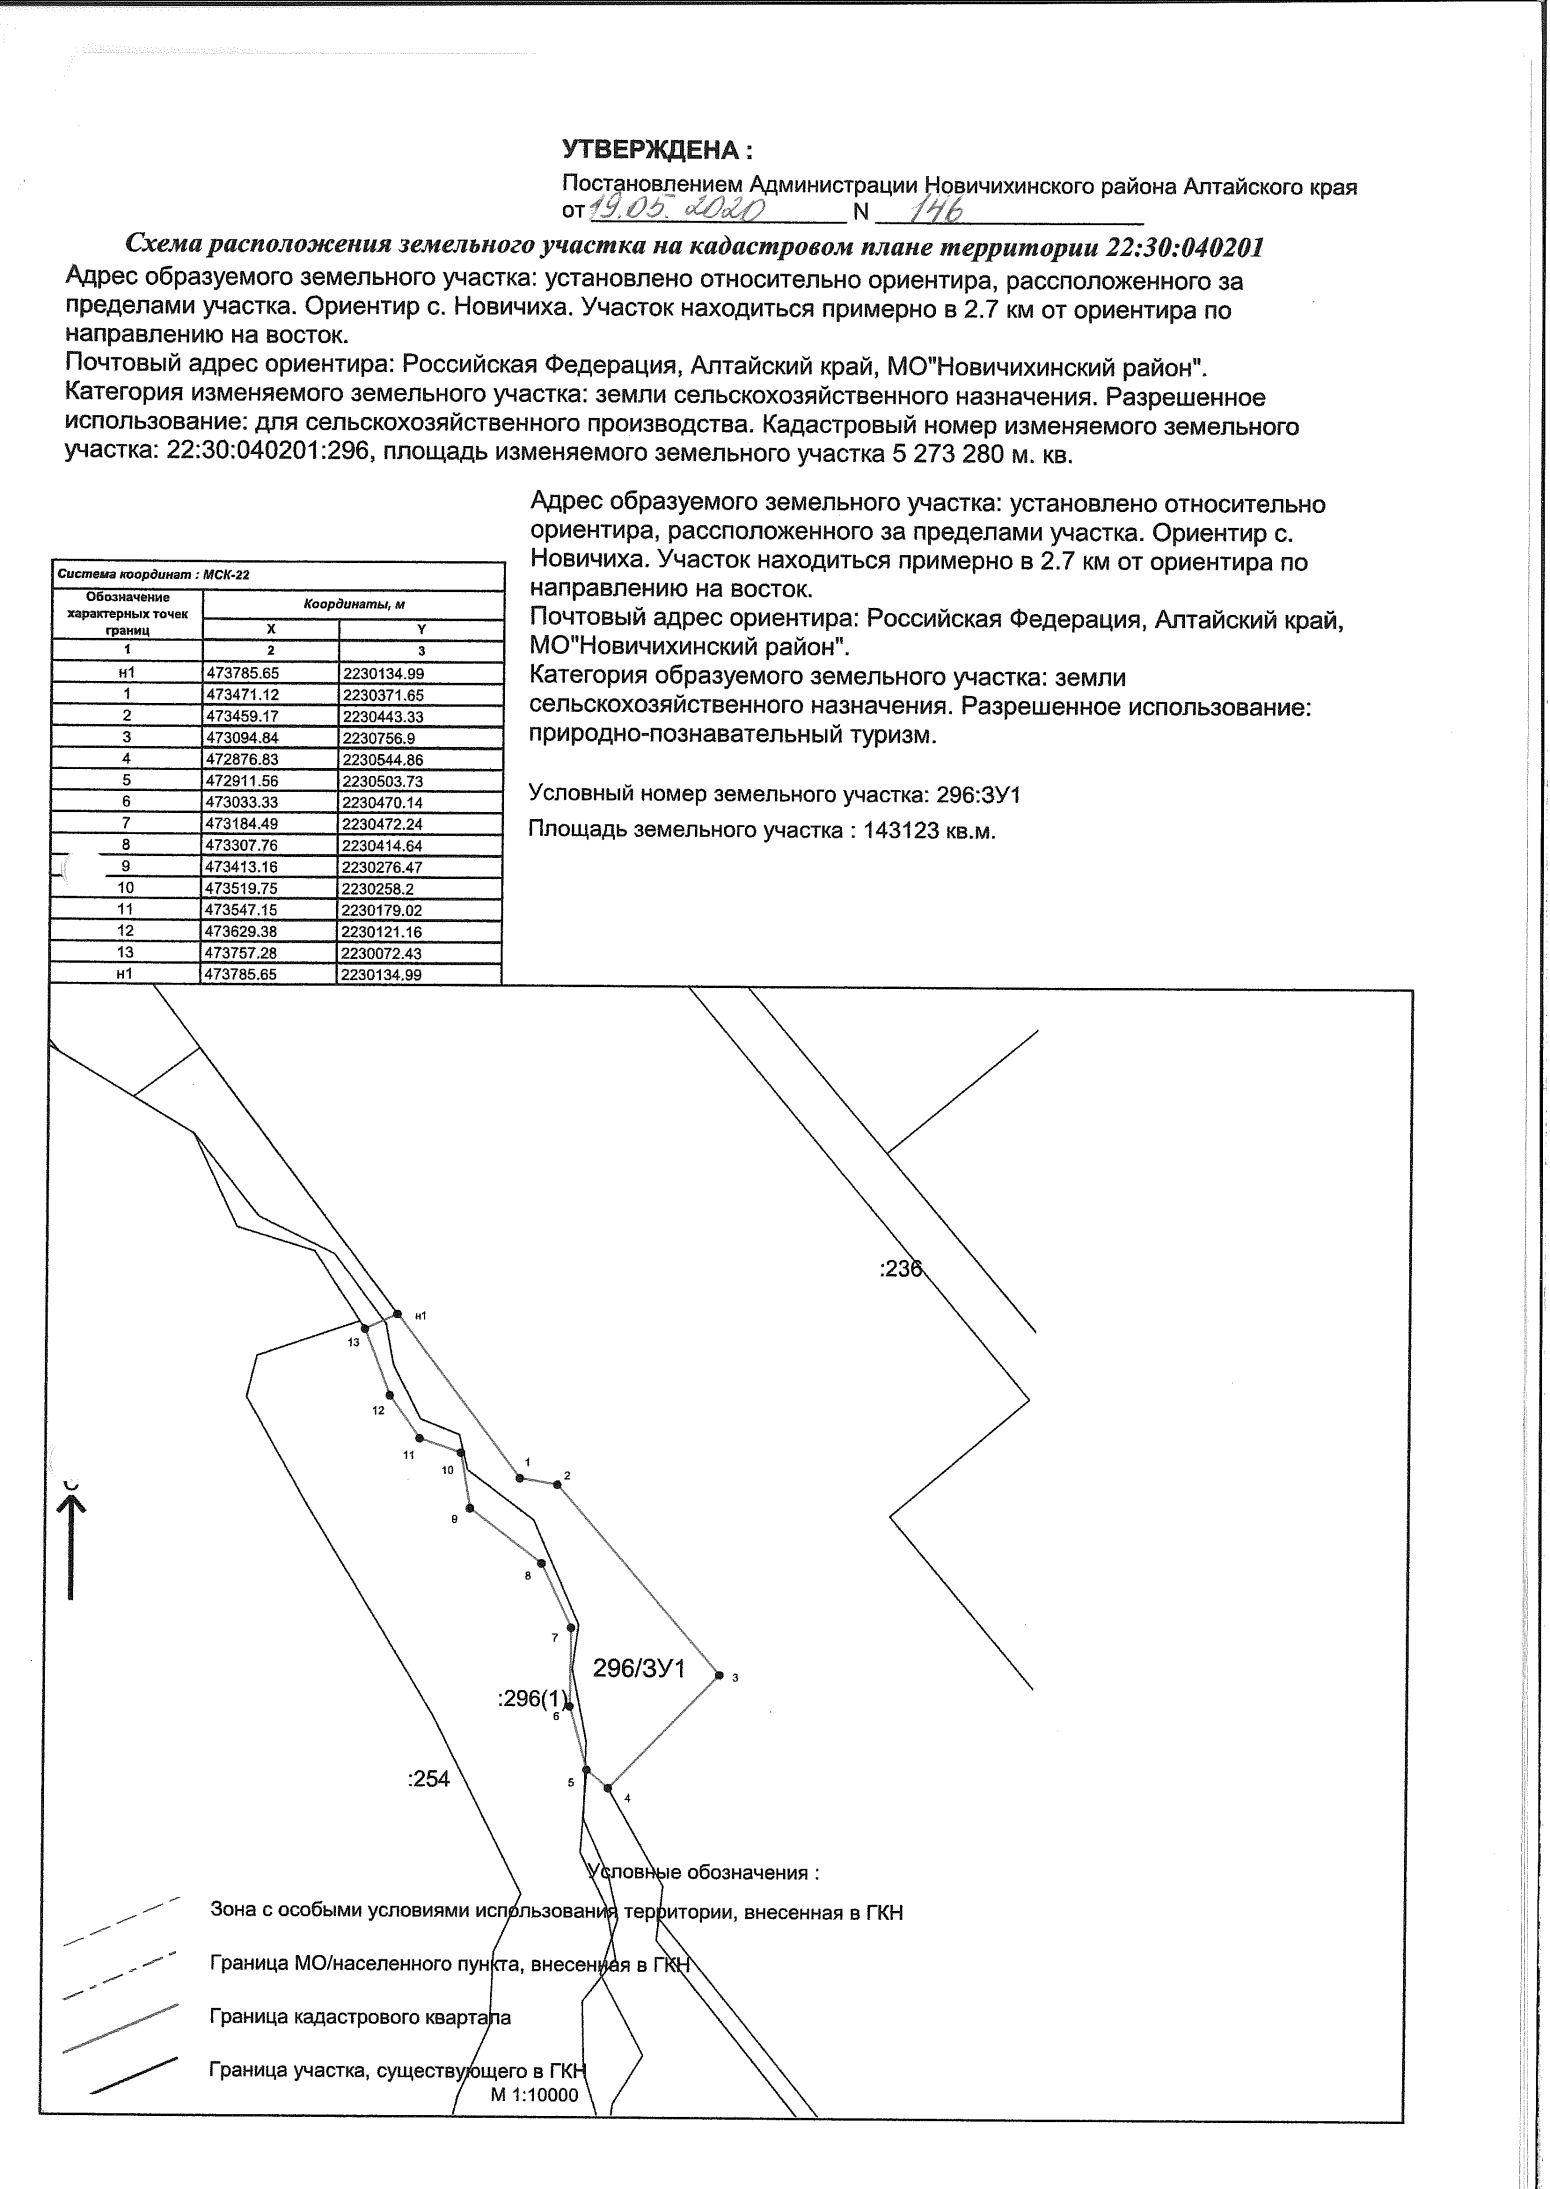 УТВЕРЖДЕНА :
Постановлением Администрации Новичихинского района Алтайского края
от 19.05. 2020 N 146
Схема расположения земельного участка на кадастровом плане территории 22:30:040201
Адрес образуемого земельного участка: установлено относительно ориентира, рассположенного за
пределами участка. Ориентир с. Новичиха. Участок находиться примерно в 2.7 км от ориентира по
направлению на восток.
Почтовый адрес ориентира: Российская Федерация, Алтайский край, МО"Новичихинский район".
Категория изменяемого земельного участка: земли сельскохозяйственного назначения. Разрешенное
использование: для сельскохозяйственного производства. Кадастровый номер изменяемого земельного
участка: 22:30:040201:296, площадь изменяемого земельного участка 5 273 280 м. кв.
Адрес образуемого земельного участка: установлено относительно
ориентира, рассположенного за пределами участка. Ориентир с.
Новичиха. Участок находиться примерно в 2.7 км от ориентира по
направлению на восток.
Почтовый адрес ориентира: Российская Федерация, Алтайский край,
МО"Новичихинский район".
Категория образуемого земельного участка: земли
сельскохозяйственного назначения. Разрешенное использование:
природно-познавательный туризм.
Условный номер земельного участка: 296:ЗУ1
Площадь земельного участка : 143123 кв.м.
Система координат : МСК-22
Обозначение
характерных точек
границ
Координаты, м
X Y
1 2 3
н1 473785.65 2230134.99
1 473471.12 2230371.65
2 473459.17 2230443.33
3 473094.84 2230756.9
4 472876.83 2230544.86
5 472911.56 2230503.73
6 473033.33 2230470.14
7 473184.49 2230472.24
8 473307.76 2230414.64
9 473413.16 2230276.47
10 473519.75 2230258.2
11 473547.15 2230179.02
12 473629.38 2230121.16
13 473757.28 2230072.43
н1 473785.65 2230134.99
:236
н1
13
12
11
10
1
2
9
8
7
296/ЗУ1
3
:296(1)
6
5
:254
4
Условные обозначения :
Зона с особыми условиями использования территории, внесенная в ГКН
Граница МО/населенного пункта, внесенная в ГКН
Граница кадастрового квартала
Граница участка, существующего в ГКН
М 1:10000